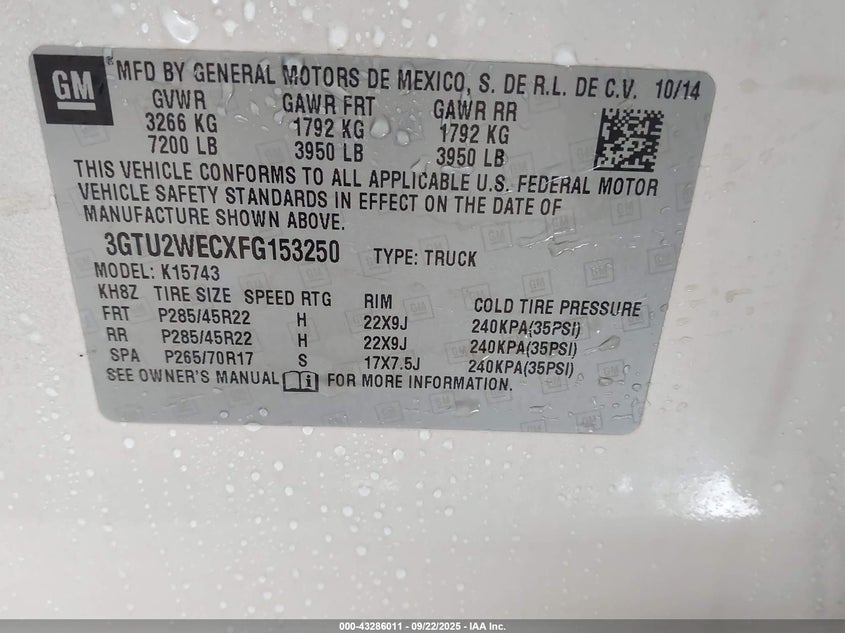 GM MFD BY GENERAL MOTORS DE MEXICO, S. DE R.L. DE C.V. 10/14
GVWR GAWR FRT GAWR RR
3266 KG 1792 KG 1792 KG
7200 LB 3950 LB 3950 LB
THIS VEHICLE CONFORMS TO ALL APPLICABLE U.S. FEDERAL MOTOR
VEHICLE SAFETY STANDARDS IN EFFECT ON THE DATE OF
MANUFACTURE SHOWN ABOVE.
3GTU2WECXFG153250 TYPE: TRUCK
MODEL: K15743
KH8Z TIRE SIZE SPEED RTG RIM COLD TIRE PRESSURE
FRT P285/45R22 H 22X9J 240KPA(35PSI)
RR P285/45R22 H 22X9J 240KPA(35PSI)
SPA P265/70R17 S 17X7.5J 240KPA(35PSI)
SEE OWNER'S MANUAL FOR MORE INFORMATION.
000-43286011 - 09/22/2025 - IAA Inc.